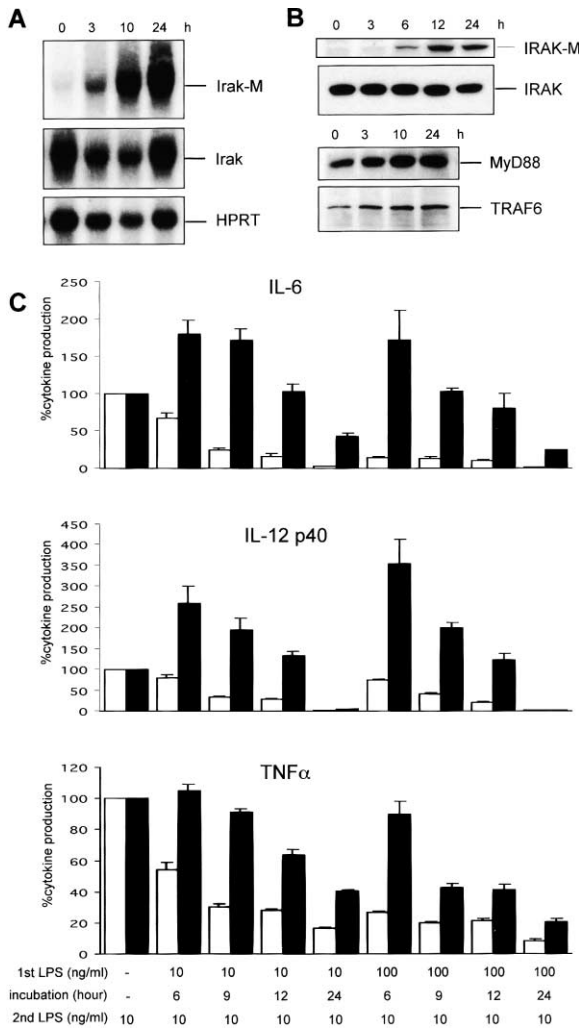 A
0 3 10 24 h
Irak-M
Irak
HPRT
B
0 3 6 12 24 h
IRAK-M
IRAK
0 3 10 24 h
MyD88
TRAF6
C
IL-6
%cytokine production
250
200
150
100
50
0
IL-12 p40
%cytokine production
450
400
350
300
250
200
150
100
50
0
TNFα
%cytokine production
120
100
80
60
40
20
0
1st LPS (ng/ml) - 10 10 10 10 100 100 100 100
incubation (hour) - 6 9 12 24 6 9 12 24
2nd LPS (ng/ml) 10 10 10 10 10 10 10 10 10